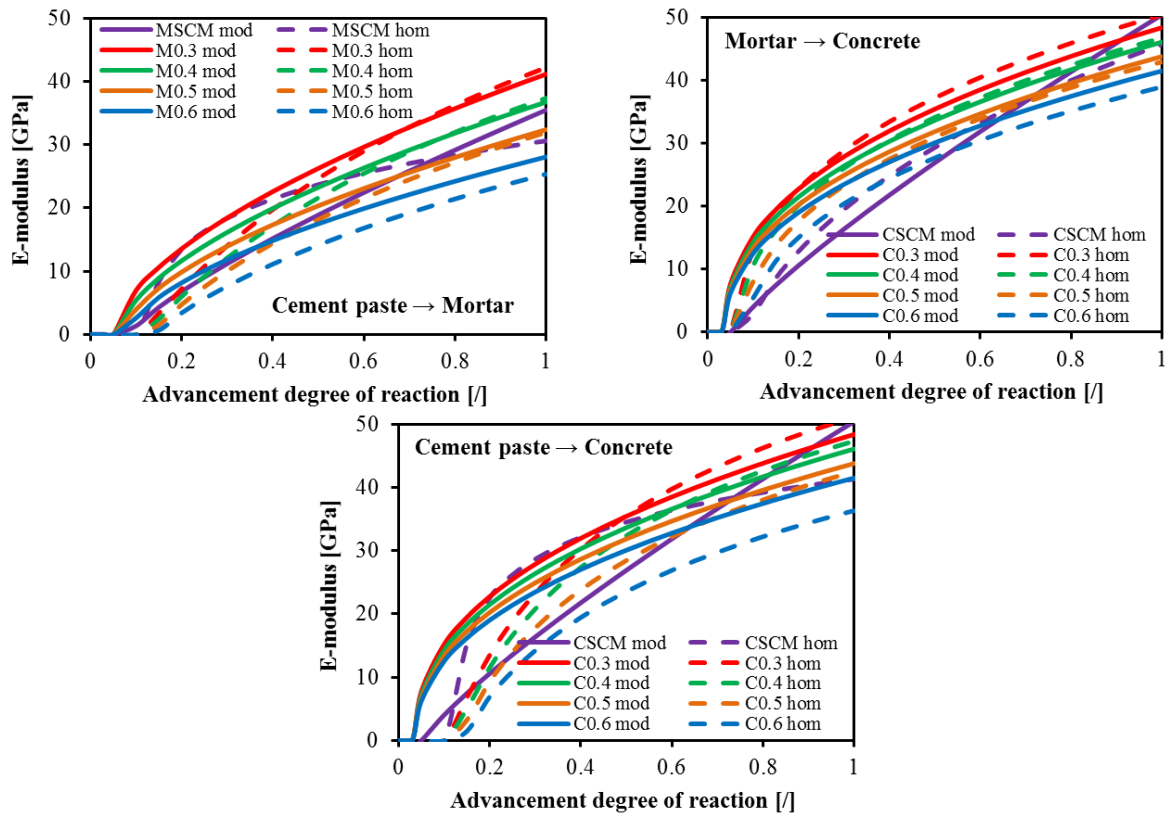 50
40
30
20
10
0
E-modulus [GPa]
MSCM mod MSCM hom
M0.3 mod M0.3 hom
M0.4 mod M0.4 hom
M0.5 mod M0.5 hom
M0.6 mod M0.6 hom
Cement paste → Mortar
0 0.2 0.4 0.6 0.8 1
Advancement degree of reaction [/]
50
40
30
20
10
0
E-modulus [GPa]
Mortar → Concrete
CSCM mod CSCM hom
C0.3 mod C0.3 hom
C0.4 mod C0.4 hom
C0.5 mod C0.5 hom
C0.6 mod C0.6 hom
0 0.2 0.4 0.6 0.8 1
Advancement degree of reaction [/]
50
40
30
20
10
0
E-modulus [GPa]
Cement paste → Concrete
CSCM mod CSCM hom
C0.3 mod C0.3 hom
C0.4 mod C0.4 hom
C0.5 mod C0.5 hom
C0.6 mod C0.6 hom
0 0.2 0.4 0.6 0.8 1
Advancement degree of reaction [/]